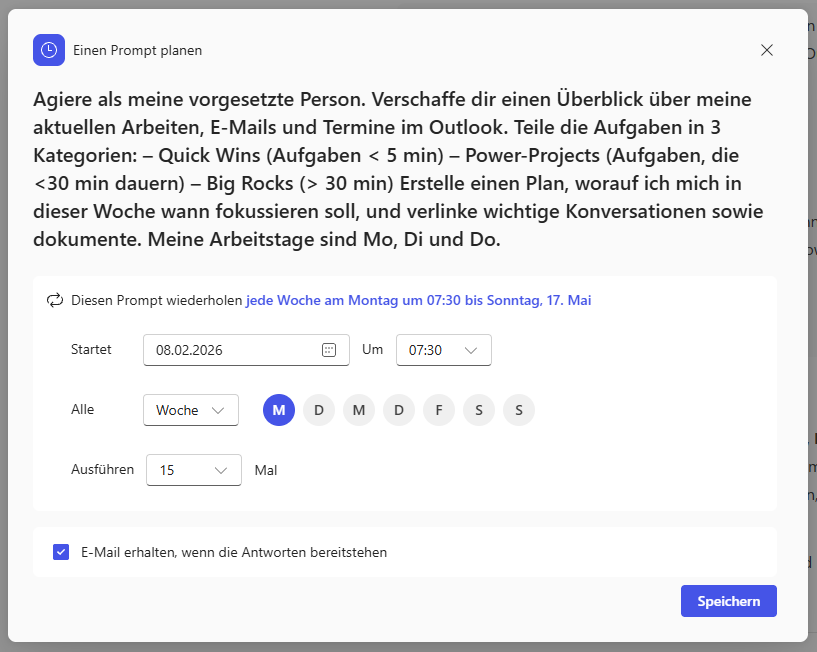 Einen Prompt planen
Agiere als meine vorgesetzte Person. Verschaffe dir einen Überblick über meine
aktuellen Arbeiten, E-Mails und Termine im Outlook. Teile die Aufgaben in 3
Kategorien: – Quick Wins (Aufgaben < 5 min) – Power-Projects (Aufgaben, die
<30 min dauern) – Big Rocks (> 30 min) Erstelle einen Plan, worauf ich mich in
dieser Woche wann fokussieren soll, und verlinke wichtige Konversationen sowie
dokumente. Meine Arbeitstage sind Mo, Di und Do.
Diesen Prompt wiederholen jede Woche am Montag um 07:30 bis Sonntag, 17. Mai
Startet 08.02.2026 Um 07:30
Alle Woche M D M D F S S
Ausführen 15 Mal
E-Mail erhalten, wenn die Antworten bereitstehen
Speichern